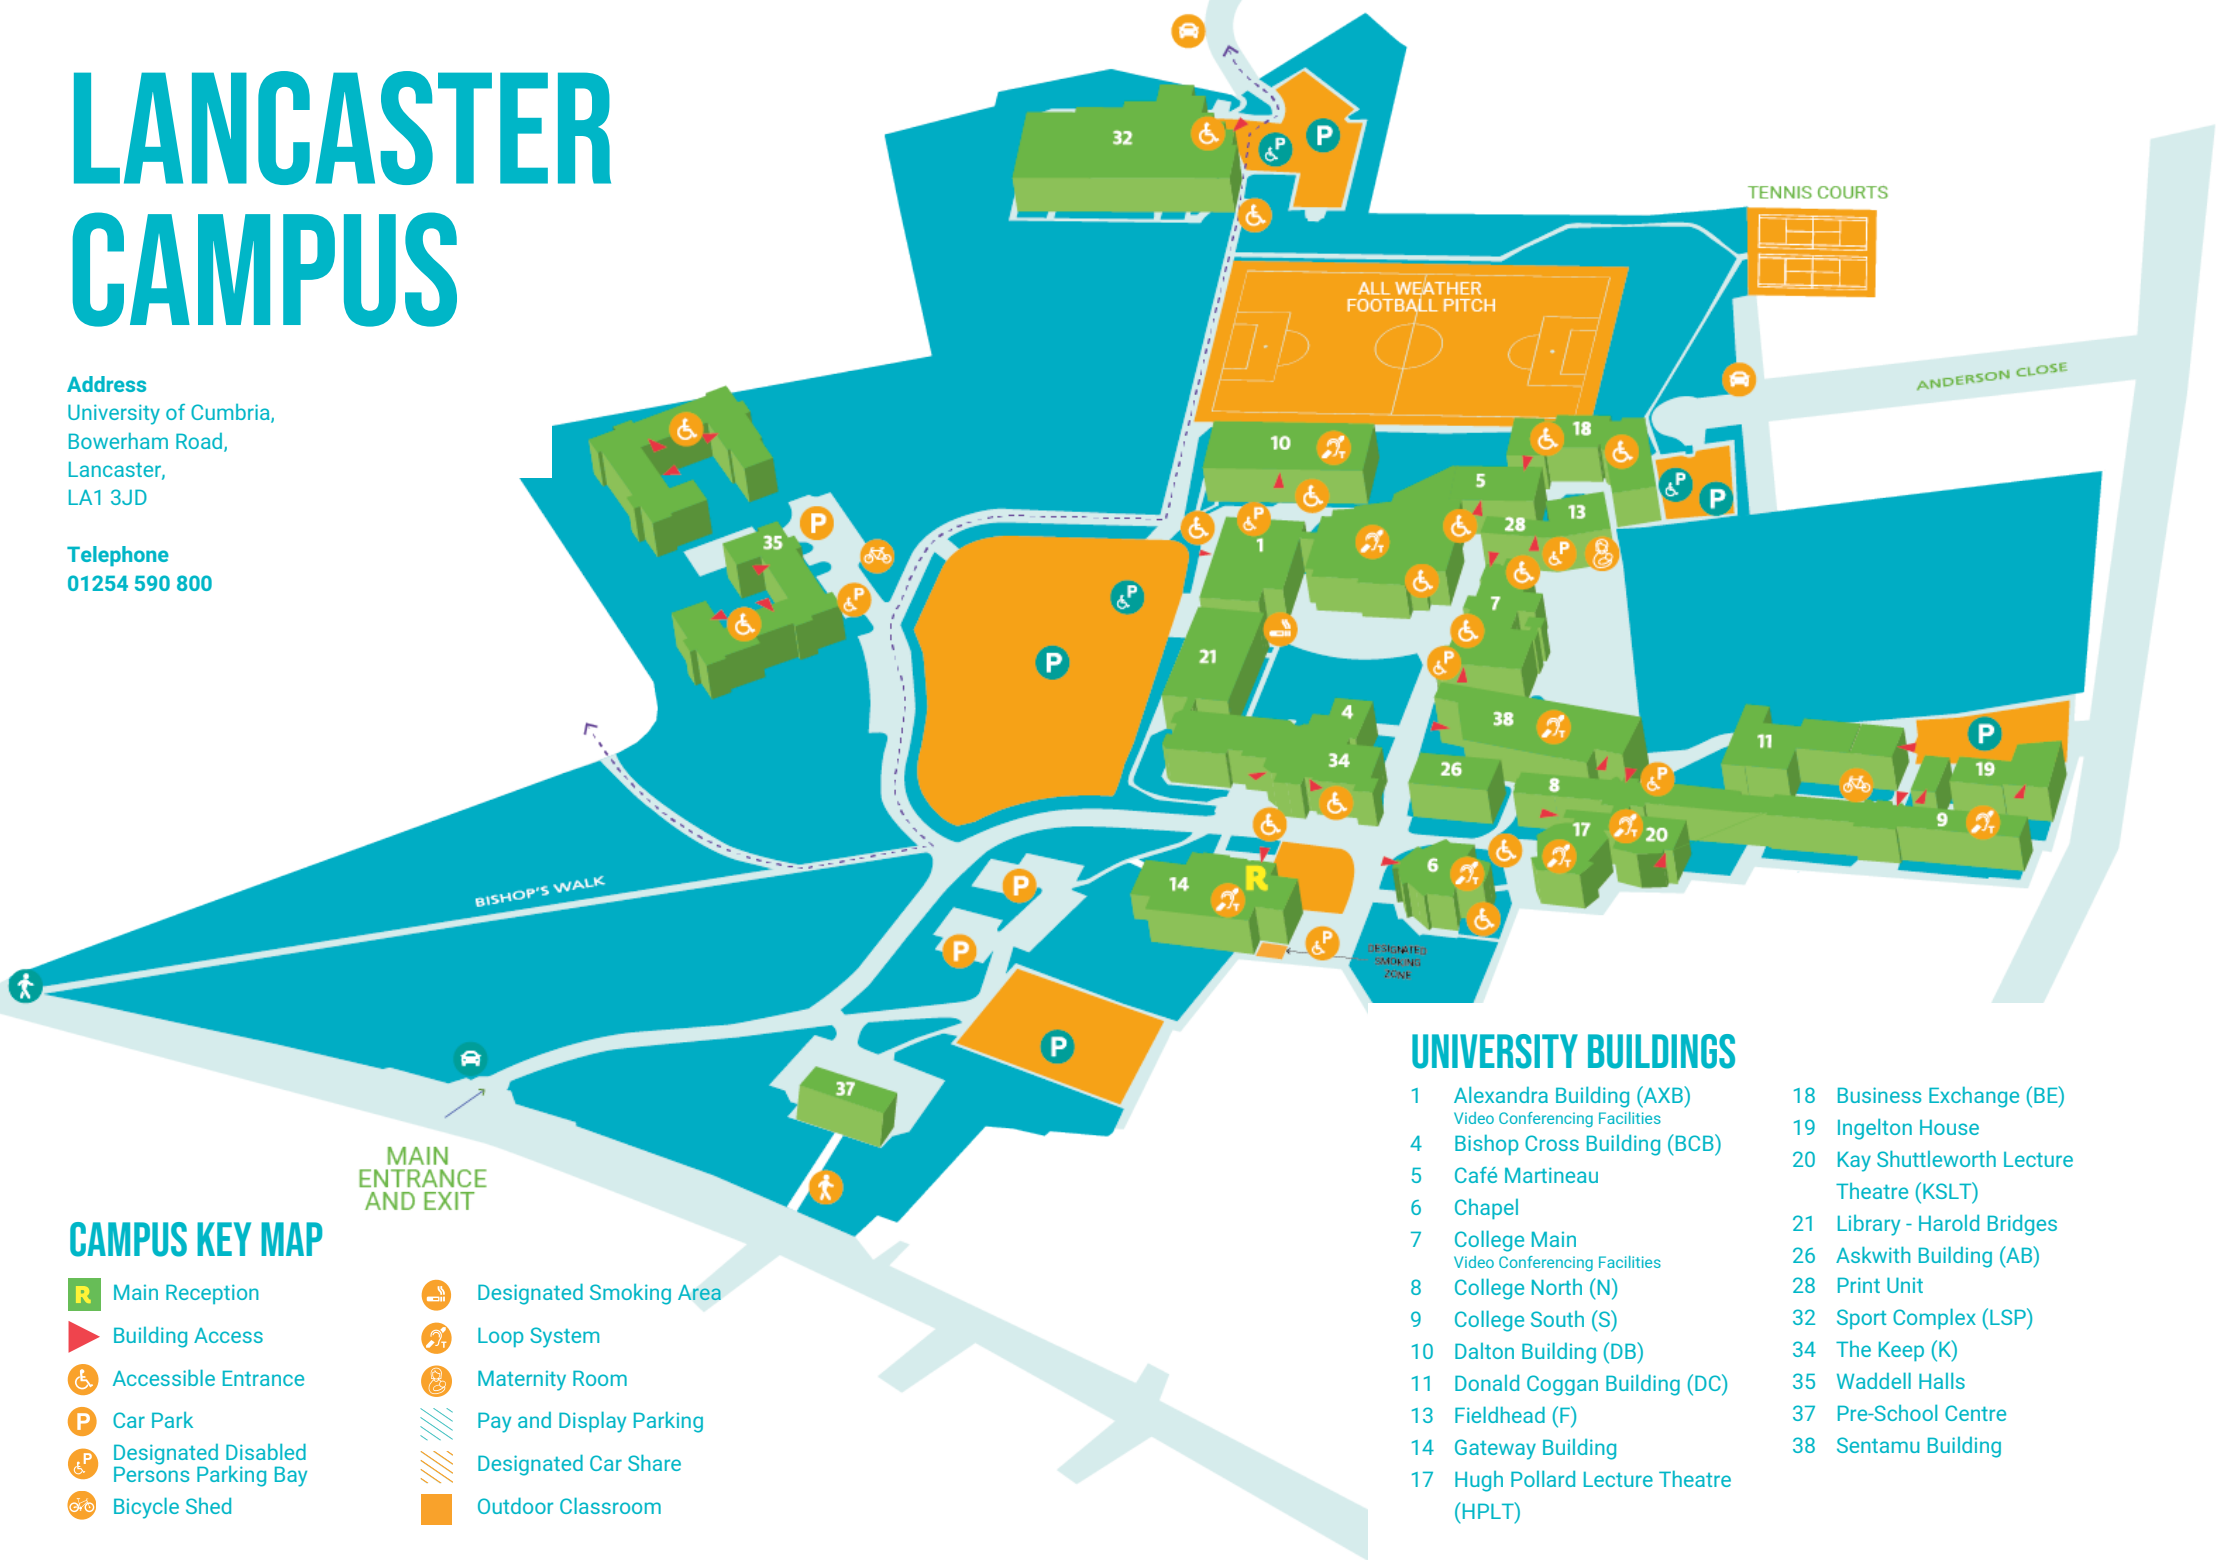 LANCASTER
CAMPUS
Address
University of Cumbria,
Bowerham Road,
Lancaster,
LA1 3JD
Telephone
01254 590 800
32
P
P
TENNIS COURTS
ALL WEATHER
FOOTBALL PITCH
ANDERSON CLOSE
10
T
18
5
P
P
13
28
P
35
P
P
1
T
P
P
P
7
21
P
P
4
38
T
34
26
11
P
19
8
P
17
T
20
9
T
BISHOP'S WALK
P
14
R
T
6
T
T
P
P
DESIGNATED
SMOKING
ZONE
P
37
MAIN
ENTRANCE
AND EXIT
CAMPUS KEY MAP
R Main Reception
Building Access
Accessible Entrance
P Car Park
P Designated Disabled
Persons Parking Bay
Bicycle Shed
Designated Smoking Area
T Loop System
Maternity Room
Pay and Display Parking
Designated Car Share
Outdoor Classroom
UNIVERSITY BUILDINGS
1 Alexandra Building (AXB)
Video Conferencing Facilities
4 Bishop Cross Building (BCB)
5 Café Martineau
6 Chapel
7 College Main
Video Conferencing Facilities
8 College North (N)
9 College South (S)
10 Dalton Building (DB)
11 Donald Coggan Building (DC)
13 Fieldhead (F)
14 Gateway Building
17 Hugh Pollard Lecture Theatre
(HPLT)
18 Business Exchange (BE)
19 Ingelton House
20 Kay Shuttleworth Lecture
Theatre (KSLT)
21 Library - Harold Bridges
26 Askwith Building (AB)
28 Print Unit
32 Sport Complex (LSP)
34 The Keep (K)
35 Waddell Halls
37 Pre-School Centre
38 Sentamu Building